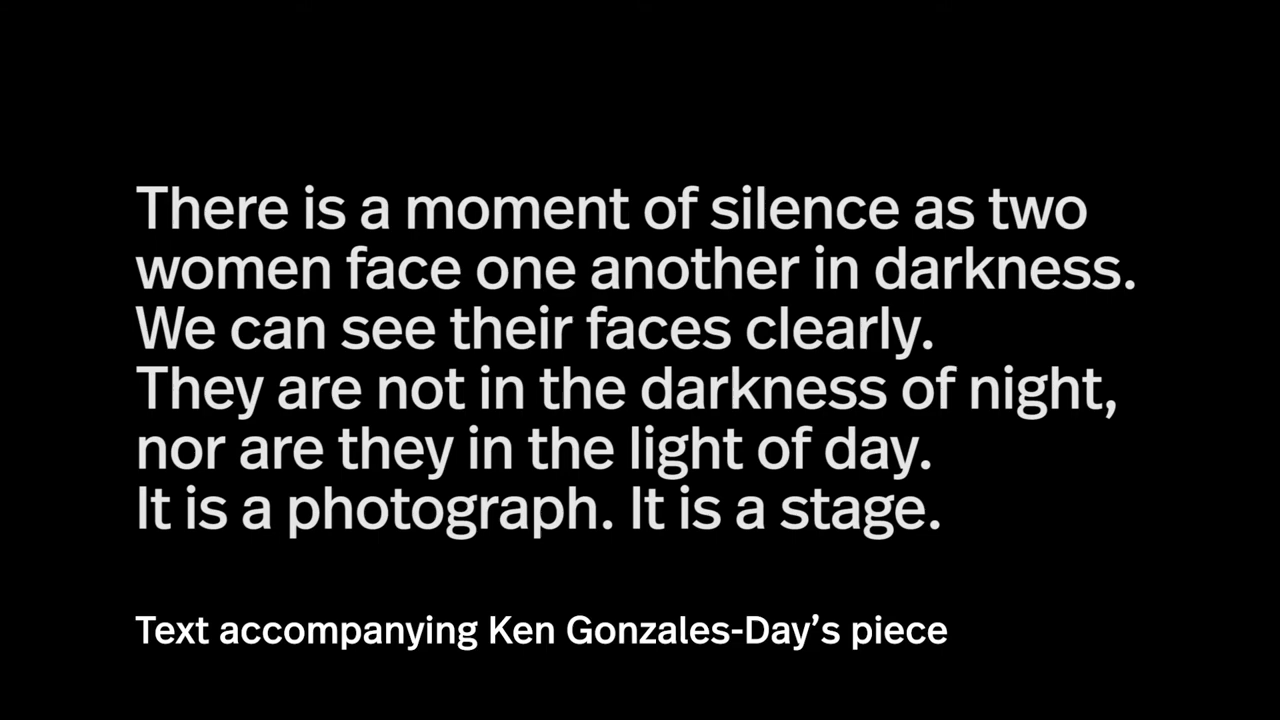 There is a moment of silence as two
women face one another in darkness.
We can see their faces clearly.
They are not in the darkness of night,
nor are they in the light of day.
It is a photograph. It is a stage.
Text accompanying Ken Gonzales-Day’s piece